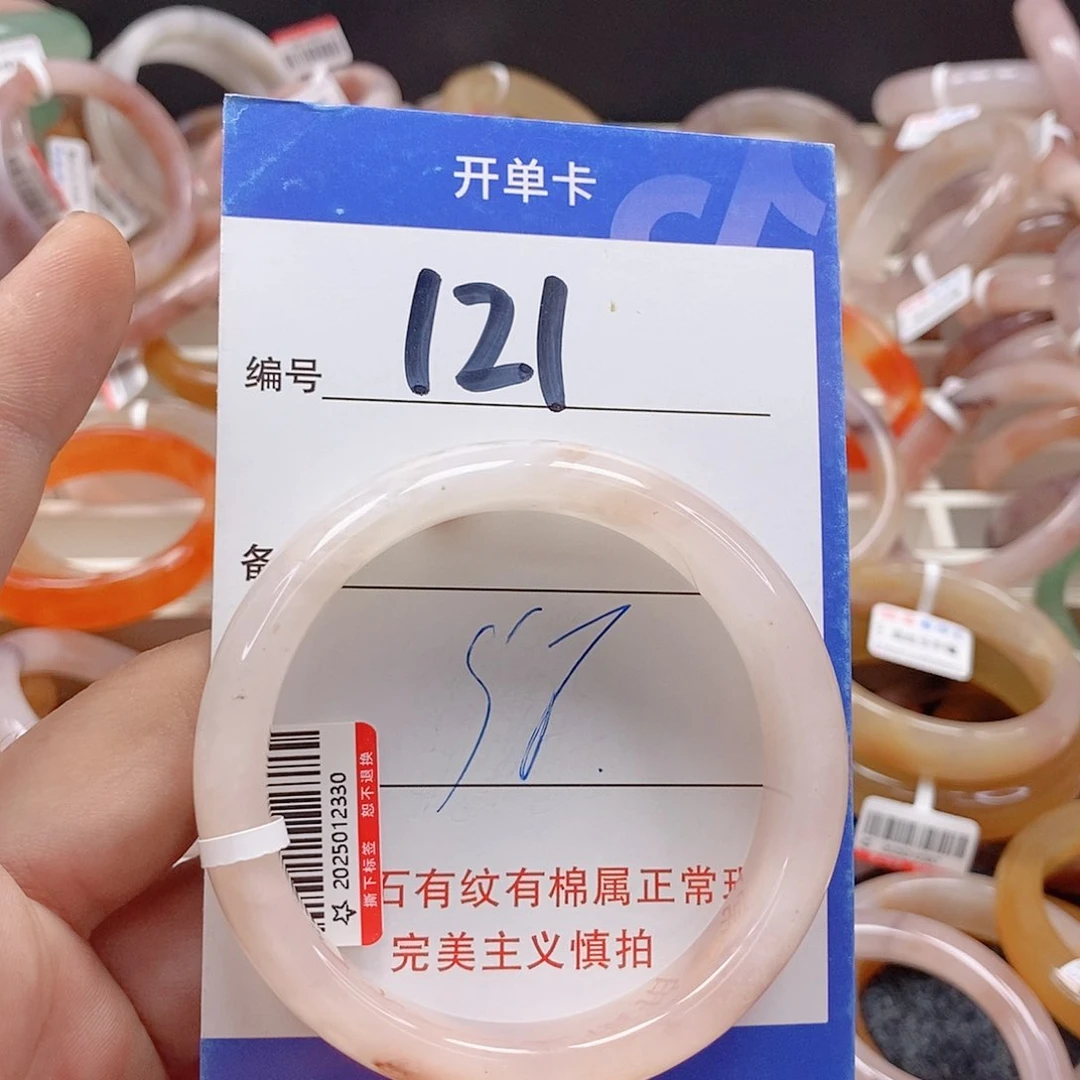 开单卡
编号 121
备
57.
2025012330
撕下标签 恕不退换
石有纹有棉属正常
完美主义慎拍